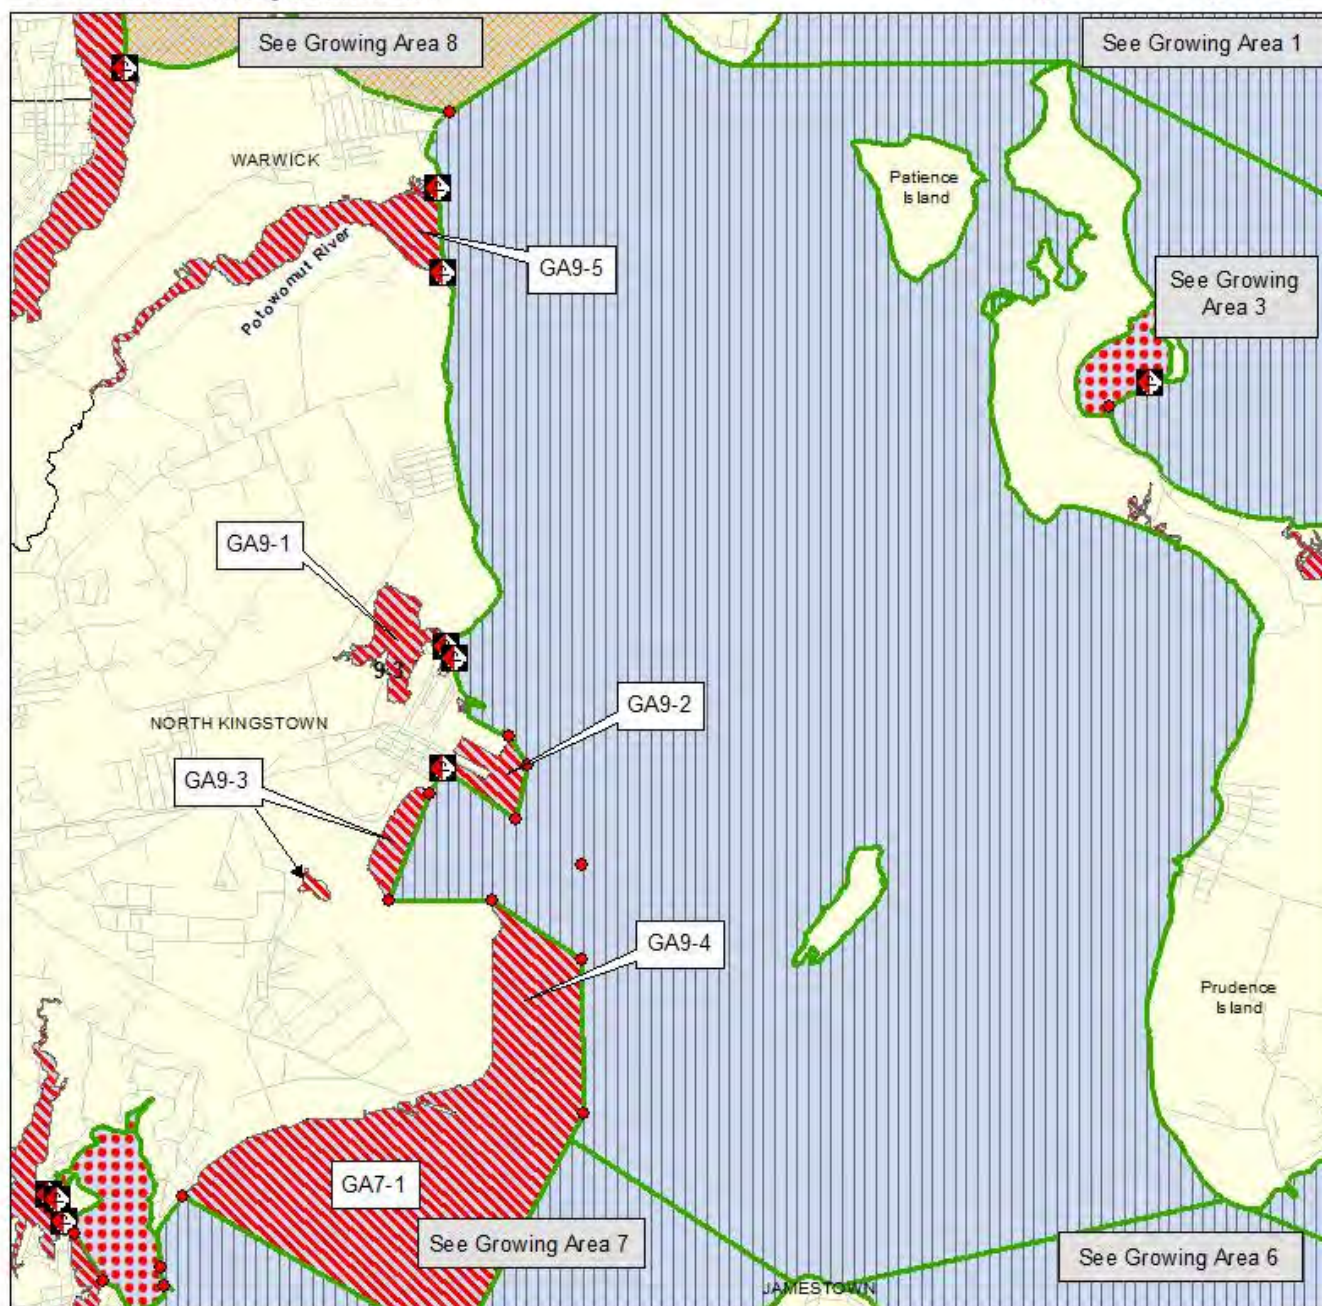 See Growing Area 8
See Growing Area 1
WARWICK
Patience
Island
GA9-5
Potowomut River
See Growing
Area 3
GA9-1
9-3
GA9-2
NORTH KINGSTOWN
GA9-3
GA9-4
Prudence
Island
GA7-1
See Growing Area 7
See Growing Area 6
JAMESTOWN